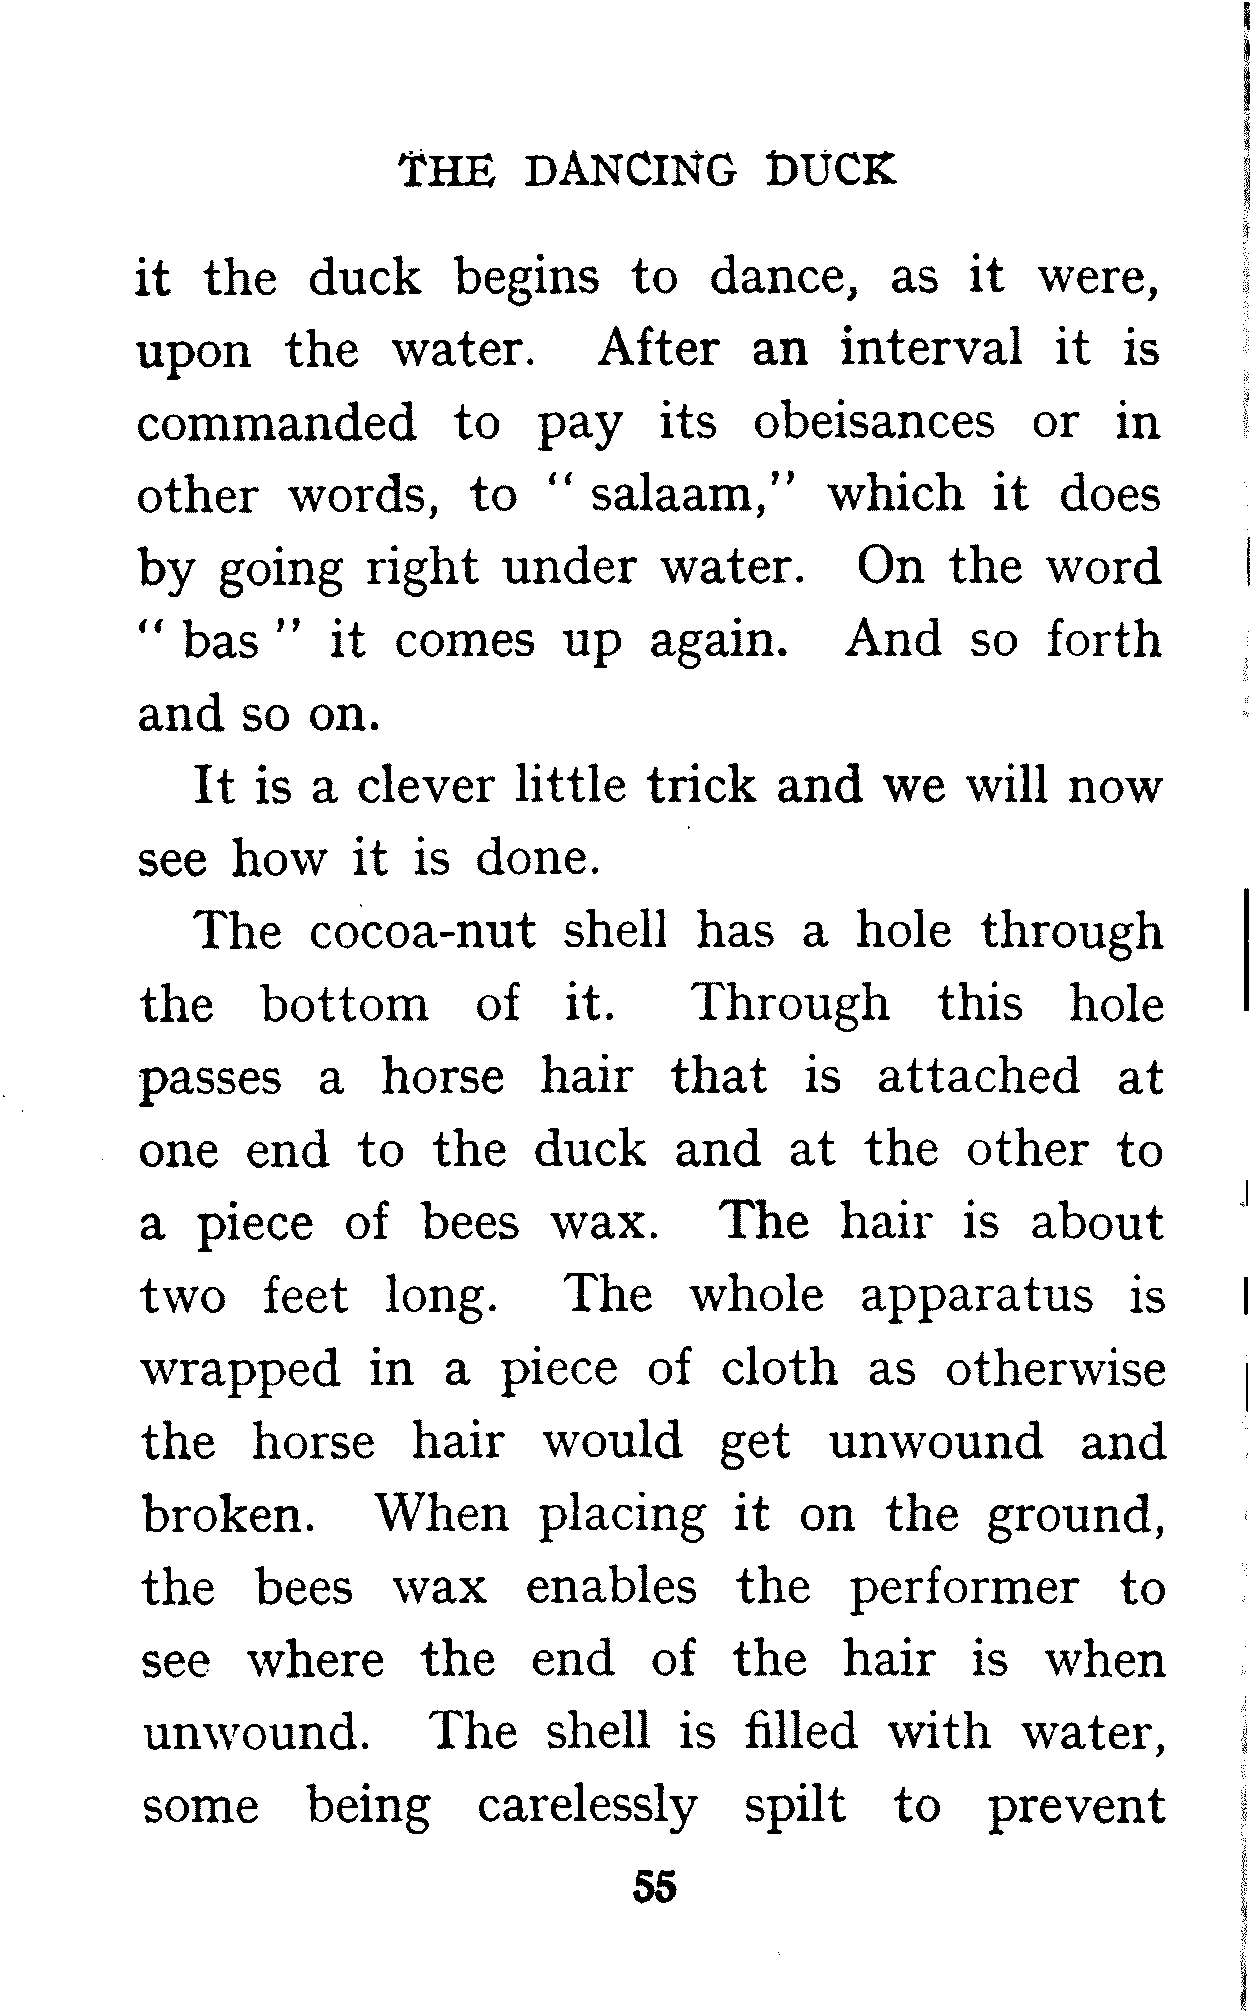 THE DANCING DUCK
it the duck begins to dance, as it were,
upon the water. After an interval it is
commanded to pay its obeisances or in
other words, to “ salaam,” which it does
by going right under water. On the word
“ bas ” it comes up again. And so forth
and so on.
It is a clever little trick and we will now
see how it is done.
The cocoa-nut shell has a hole through
the bottom of it. Through this hole
passes a horse hair that is attached at
one end to the duck and at the other to
a piece of bees wax. The hair is about
two feet long. The whole apparatus is
wrapped in a piece of cloth as otherwise
the horse hair would get unwound and
broken. When placing it on the ground,
the bees wax enables the performer to
see where the end of the hair is when
unwound. The shell is filled with water,
some being carelessly spilt to prevent
55